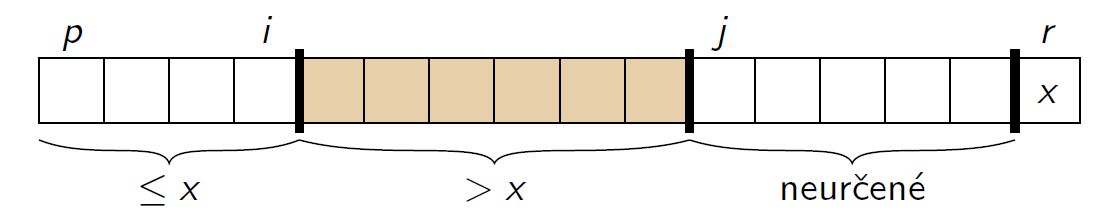 p i j r
x
≤ x > x neurčené